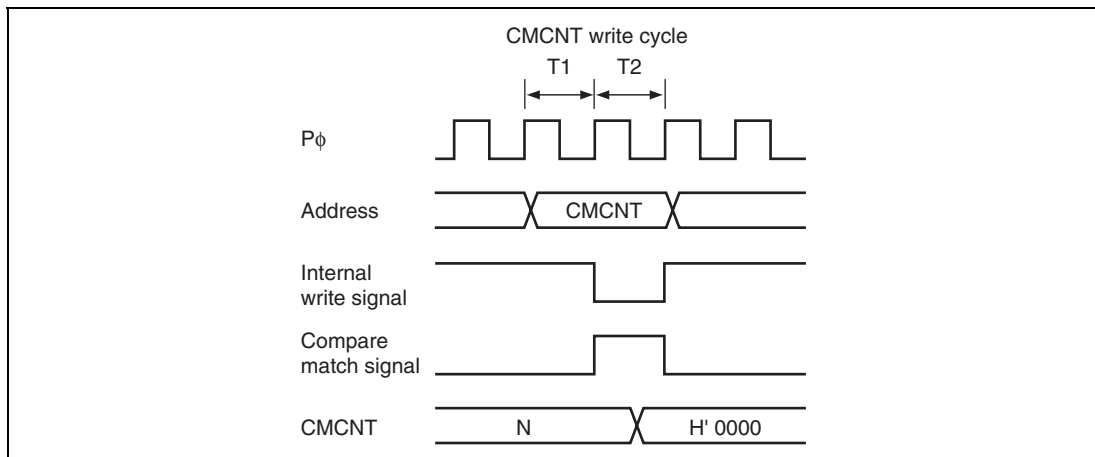 CMCNT write cycle
T1 T2
Pϕ
Address CMCNT
Internal
write signal
Compare
match signal
CMCNT N H' 0000